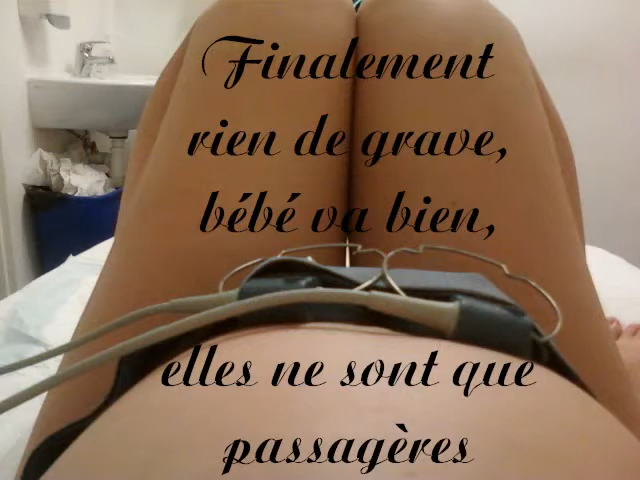 Finalement
rien de grave,
bébé va bien,
elles ne sont que
passagères